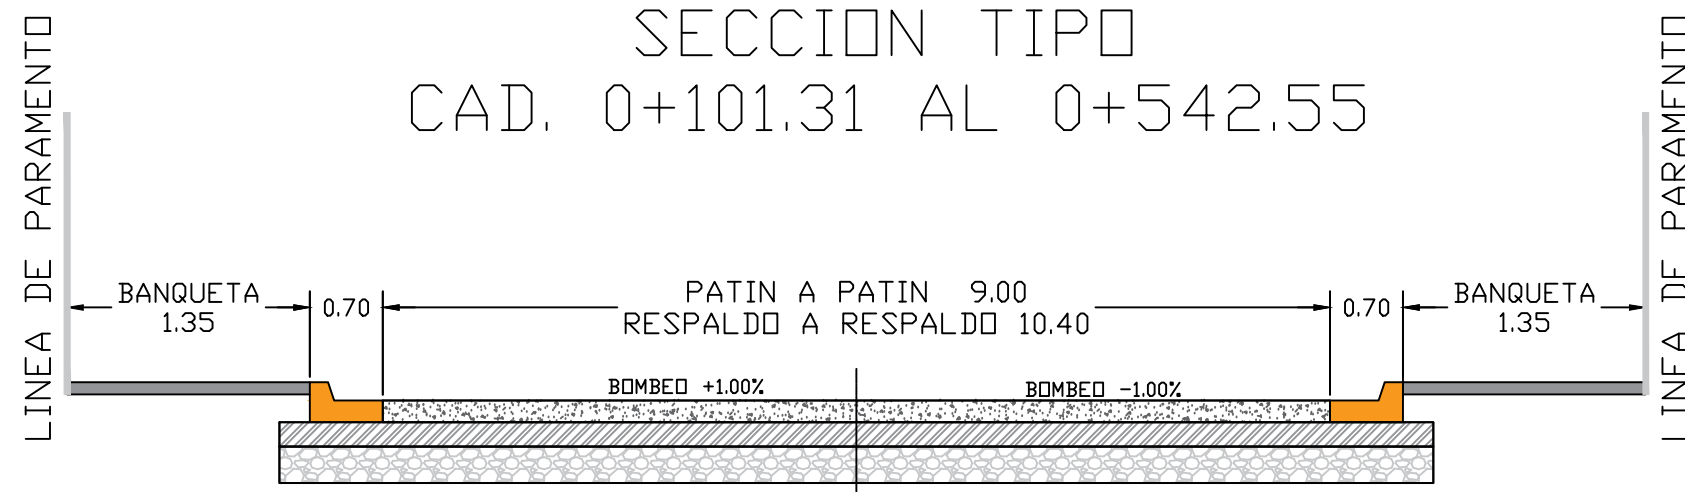 SECCION TIPO
CAD. 0+101.31 AL 0+542.55
LINEA DE PARAMENTO
BANQUETA
1.35
0.70
PATIN A PATIN 9.00
RESPALDO A RESPALDO 10.40
0.70
BANQUETA
1.35
LINEA DE PARAMENTO
BOMBEO +1.00%
BOMBEO -1.00%